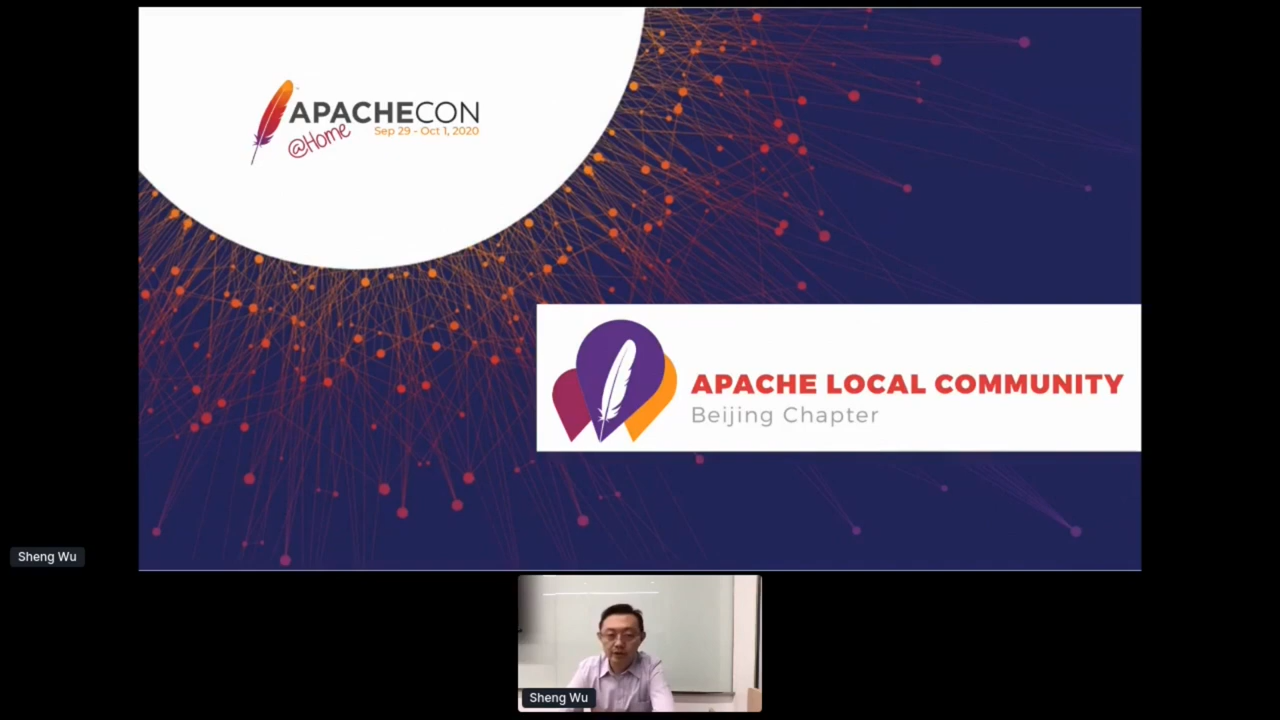 APACHECON
@Home
Sep 29 - Oct 1, 2020
APACHE LOCAL COMMUNITY
Beijing Chapter
Sheng Wu
Sheng Wu